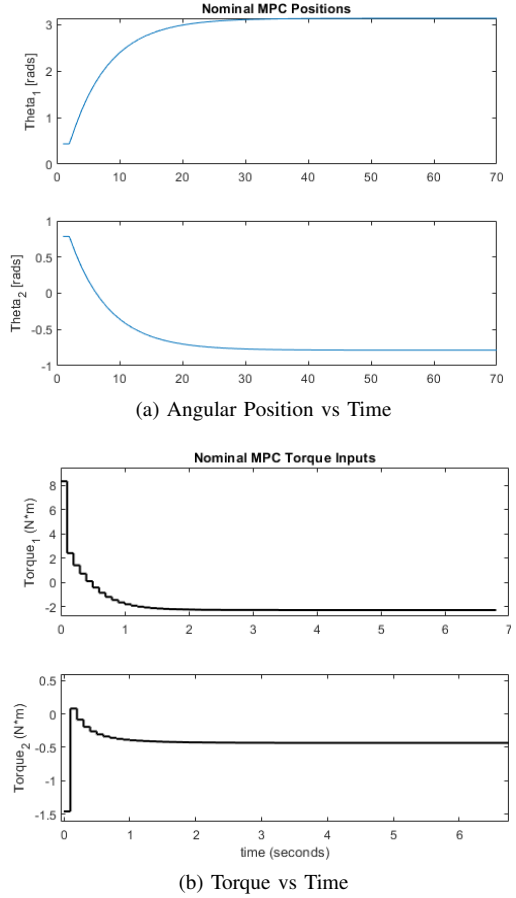 Nominal MPC Positions
Theta1 [rads]
3
2
1
0
0 10 20 30 40 50 60 70
Theta2 [rads]
1
0.5
0
-0.5
-1
0 10 20 30 40 50 60 70
(a) Angular Position vs Time
Nominal MPC Torque Inputs
Torque1 (N*m)
8
6
4
2
0
-2
0 1 2 3 4 5 6 7
Torque2 (N*m)
0.5
0
-0.5
-1
-1.5
0 1 2 3 4 5 6
time (seconds)
(b) Torque vs Time